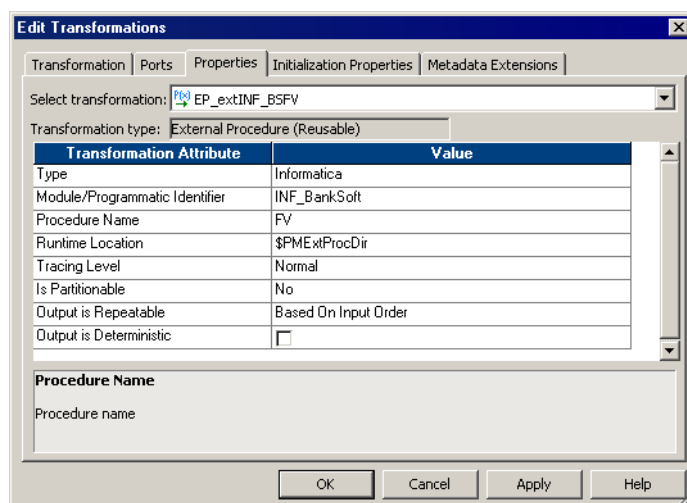 Edit Transformations
Transformation Ports Properties Initialization Properties Metadata Extensions
Select transformation: EP_extINF_BSFV
Transformation type: External Procedure (Reusable)
Transformation Attribute Value
Type Informatica
Module/Programmatic Identifier INF_BankSoft
Procedure Name FV
Runtime Location $PMExtProcDir
Tracing Level Normal
Is Partitionable No
Output is Repeatable Based On Input Order
Output is Deterministic
Procedure Name
Procedure name
OK Cancel Apply Help